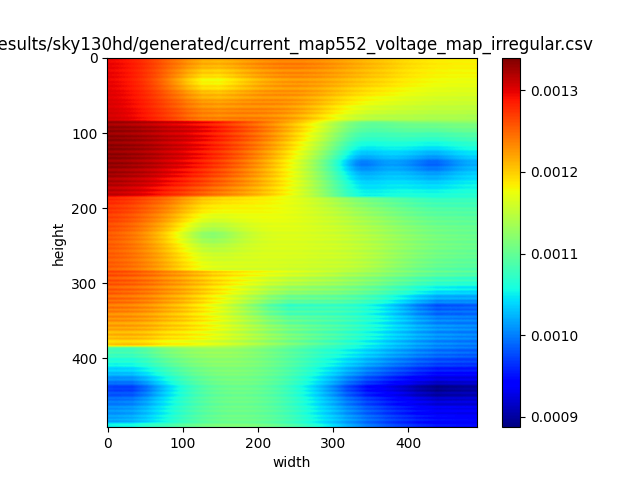 esults/sky130hd/generated/current_map552_voltage_map_irregular.csv
0
100
200
300
400
height
0 100 200 300 400
width
0.0013
0.0012
0.0011
0.0010
0.0009